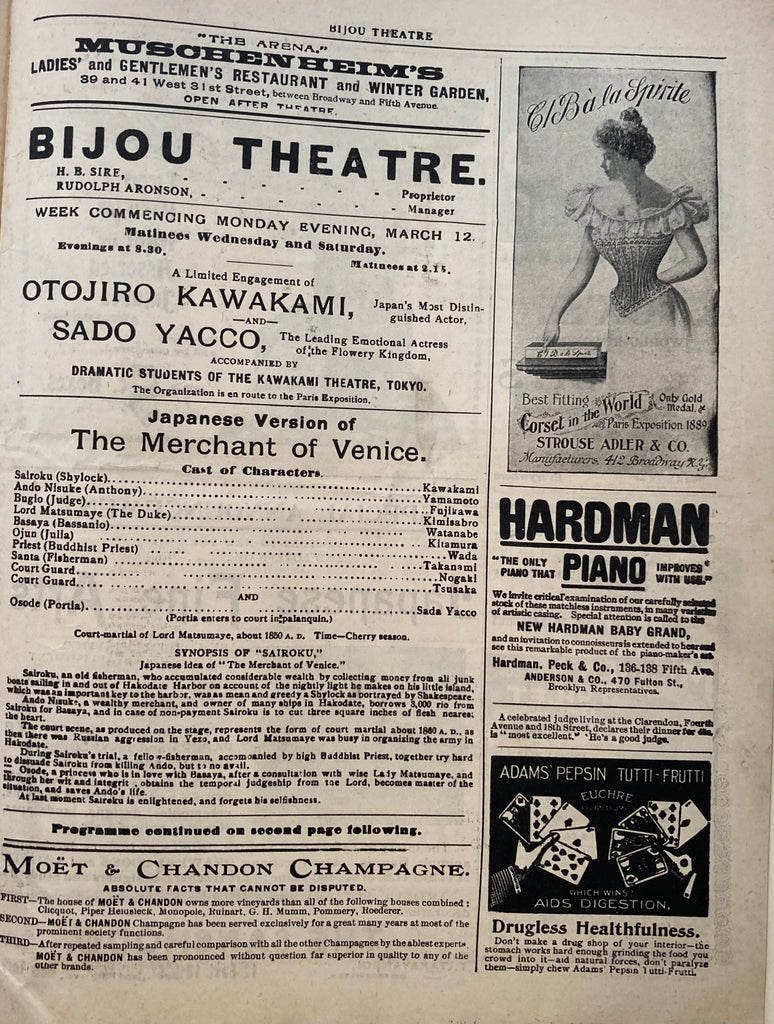 BIJOU THEATRE
"THE ARENA."
MUSCHENHEIM'S
LADIES' and GENTLEMEN'S RESTAURANT and WINTER GARDEN,
39 and 41 West 31st Street, between Broadway and Fifth Avenue.
OPEN AFTER THEATRE.
BIJOU THEATRE.
H. B. SIRE, - - - - - - Proprietor
RUDOLPH ARONSON, - - - - - - Manager
WEEK COMMENCING MONDAY EVENING, MARCH 12.
Matinees Wednesday and Saturday.
Evenings at 8.30. Matinees at 2.15.
A Limited Engagement of
OTOJIRO KAWAKAMI, Japan's Most Distin-
guished Actor,
—AND—
SADO YACCO, The Leading Emotional Actress
of the Flowery Kingdom,
ACCOMPANIED BY
DRAMATIC STUDENTS OF THE KAWAKAMI THEATRE, TOKYO.
The Organization is en route to the Paris Exposition.
Japanese Version of
The Merchant of Venice.
Cast of Characters.
Sairoku (Shylock)....Kawakami
Ando Nisuke (Anthony)....Yamamoto
Bugio (Judge)....Fujikawa
Lord Matsumaye (The Duke)....Kimisabro
Basaya (Bassanio)....Watanabe
Ojun (Julia)....Kitamura
Priest (Buddhist Priest)....Wada
Santa (Fisherman)....Takanami
Court Guard....Nogaki
Court Guard....Tsusaka
AND
Osode (Portia)....Sada Yacco
(Portia enters to court in palanquin.)
Court-martial of Lord Matsumaye, about 1850 A. D. Time—Cherry season.
SYNOPSIS OF "SAIROKU,"
Japanese idea of "The Merchant of Venice."
Sairoku, an old fisherman, who accumulated considerable wealth by collecting money from all junk
boats sailing in and out of Hakodate Harbor on account of the nightly light he makes on his little island,
which was an important key to the harbor, was as mean and greedy a Shylock as portrayed by Shakespeare.
Ando Nisuke, a wealthy merchant, and owner of many ships in Hakodate, borrows 3,000 rio from
Sairoku for Basaya, and in case of non-payment Sairoku is to cut three square inches of flesh nearest
the heart.
The court scene, as produced on the stage, represents the form of court martial about 1860 A. D., as
then there was Russian aggression in Yezo, and Lord Matsumaye was busy in organizing the army in
Hakodate.
During Sairoku's trial, a fellow-fisherman, accompanied by high Buddhist Priest, together try hard
to dissuade Sairoku from killing Ando, but to no avail.
Osode, a princess who is in love with Basaya, after a consultation with wise Lady Matsumaye, and
through her wit and integrit , obtains the temporal judgeship from the Lord, becomes master of the
situation, and saves Ando's life.
At last moment Sairoku is enlightened, and forgets his selfishness.
Programme continued on second page following.
MOËT & CHANDON CHAMPAGNE.
ABSOLUTE FACTS THAT CANNOT BE DISPUTED.
FIRST—The house of MOËT & CHANDON owns more vineyards than all of the following houses combined:
Clicquot, Piper Heidsieck, Monopole, Ruinart, G. H. Mumm, Pommery, Roederer.
SECOND—MOËT & CHANDON Champagne has been served exclusively for a great many years at most of the
prominent society functions.
THIRD—After repeated sampling and careful comparison with all the other Champagnes by the ablest experts,
MOËT & CHANDON has been pronounced without question far superior in quality to any of the
other brands.
C/B à la Spirite
C/B à la Spirite
Best Fitting Only Gold
Corset in the World Medal,
Paris Exposition 1889
STROUSE ADLER & CO.
Manufacturers, 412 Broadway N.Y.
HARDMAN
"THE ONLY PIANO THAT PIANO IMPROVES WITH USE."
We invite critical examination of our carefully selected
stock of these matchless instruments, in many varieties
of artistic casing. Special attention is called to the
NEW HARDMAN BABY GRAND,
and an invitation to connoisseurs is extended to hear and
see this remarkable product of the piano-maker's art.
Hardman, Peck & Co., 136-138 Fifth Ave.
ANDERSON & CO., 470 Fulton St.,
Brooklyn Representatives.
A celebrated judge living at the Clarendon, Fourth
Avenue and 18th Street, declares their dinner for
is "most excellent." He's a good judge.
ADAMS' PEPSIN TUTTI-FRUTTI
EUCHRE
WHICH WINS?
AIDS DIGESTION.
Drugless Healthfulness.
Don't make a drug shop of your interior—the
stomach works hard enough grinding the food you
crowd into it—aid natural forces, don't paralyze
them—simply chew Adams' Pepsin Tutti-Frutti.